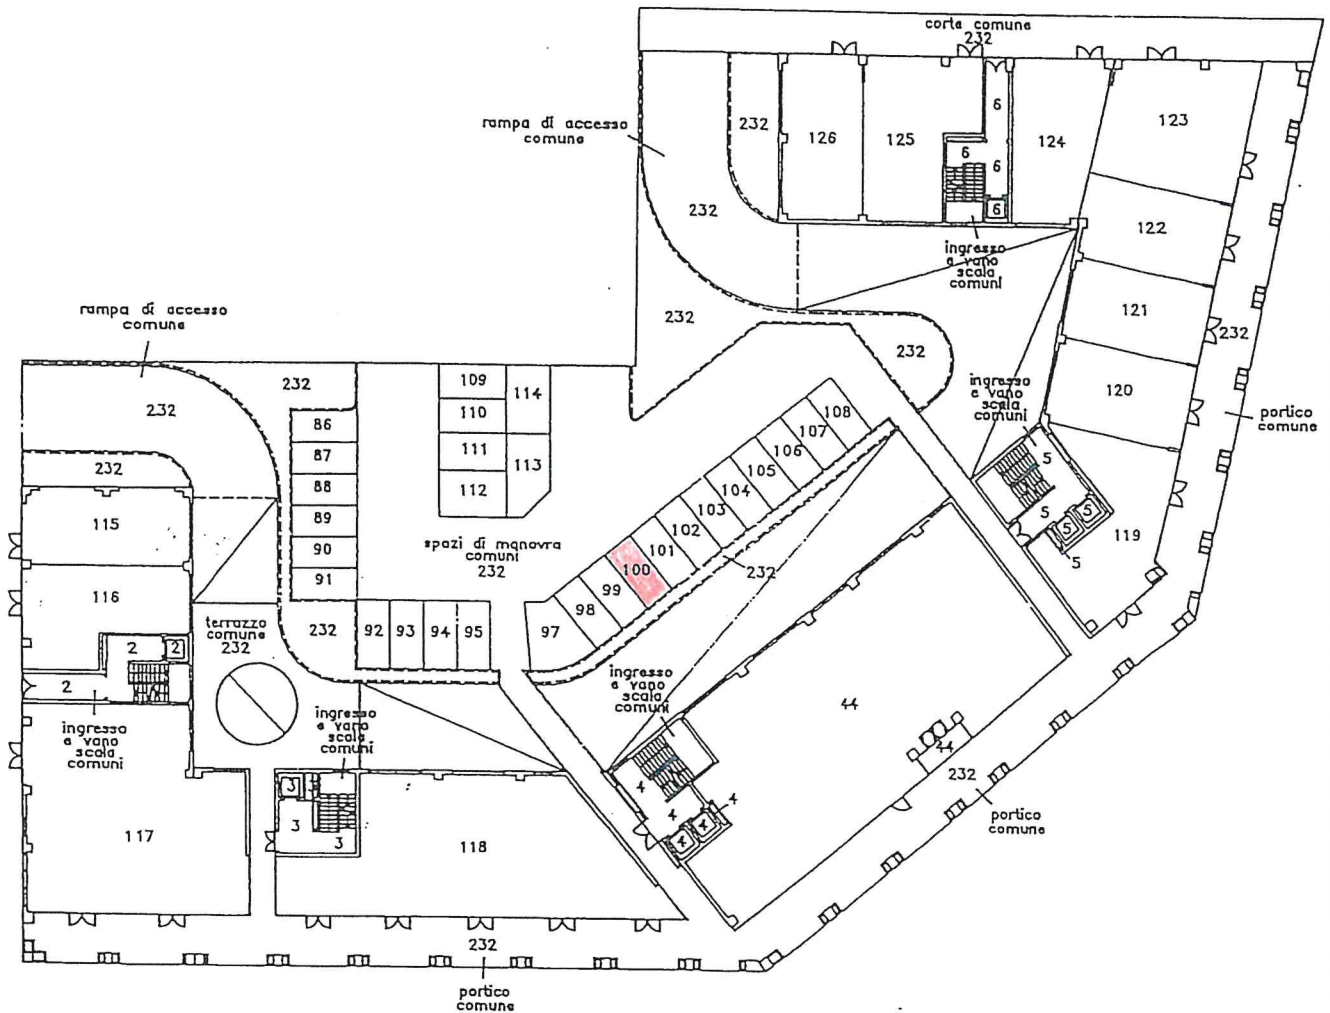 corte comune
232
rampa di accesso
comune
232
126
125
6
6
6
6
124
123
232
ingresso
e vano
scala
comuni
122
121
232
120
portico
comune
232
232
rampa di accesso
comune
232
232
232
109
114
110
111
113
112
86
87
88
89
90
91
115
116
spazi di manovra
comuni
232
108
107
106
105
104
103
102
101
100
99
98
97
232
ingresso
e vano
scala
comuni
5
5
5
5
5
119
terrazzo
comune
232
232
92
93
94
95
2
2
2
ingresso
e vano
scala
comuni
ingresso
e vano
scala
comuni
ingresso
e vano
scala
comuni
44
44
232
portico
comune
3
3
3
3
4
4
4
4
4
117
118
232
portico
comune